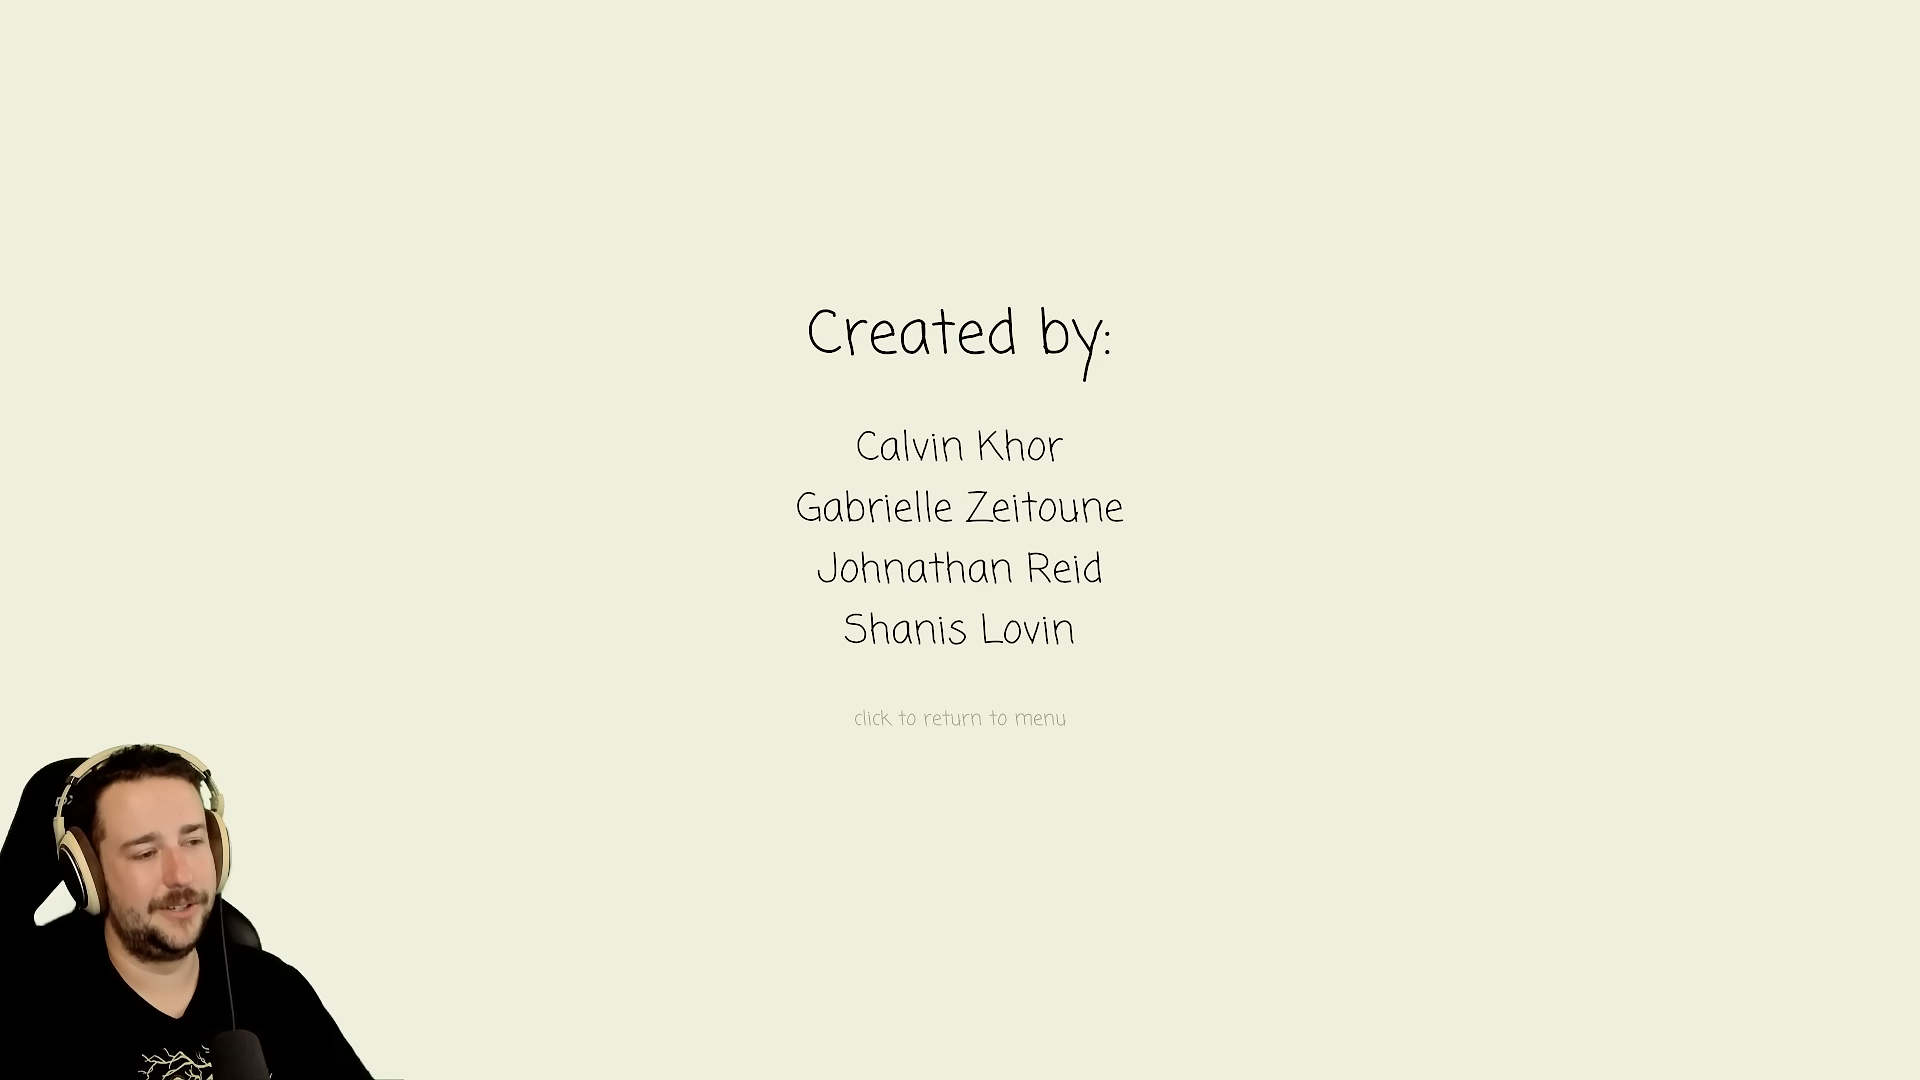 Created by:
Calvin Khor
Gabrielle Zeitoune
Johnathan Reid
Shanis Lovin
click to return to menu